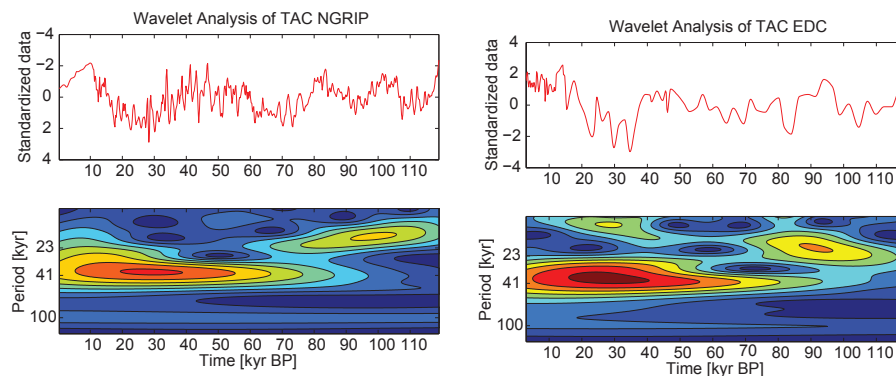 Wavelet Analysis of TAC NGRIP
Standardized data
−4
−2
0
2
4
10 20 30 40 50 60 70 80 90 100 110
Period [kyr]
23
41
100
10 20 30 40 50 60 70 80 90 100 110
Time [kyr BP]
Wavelet Analysis of TAC EDC
Standardized data
4
2
0
−2
−4
10 20 30 40 50 60 70 80 90 100 110
Period [kyr]
23
41
100
10 20 30 40 50 60 70 80 90 100 110
Time [kyr BP]